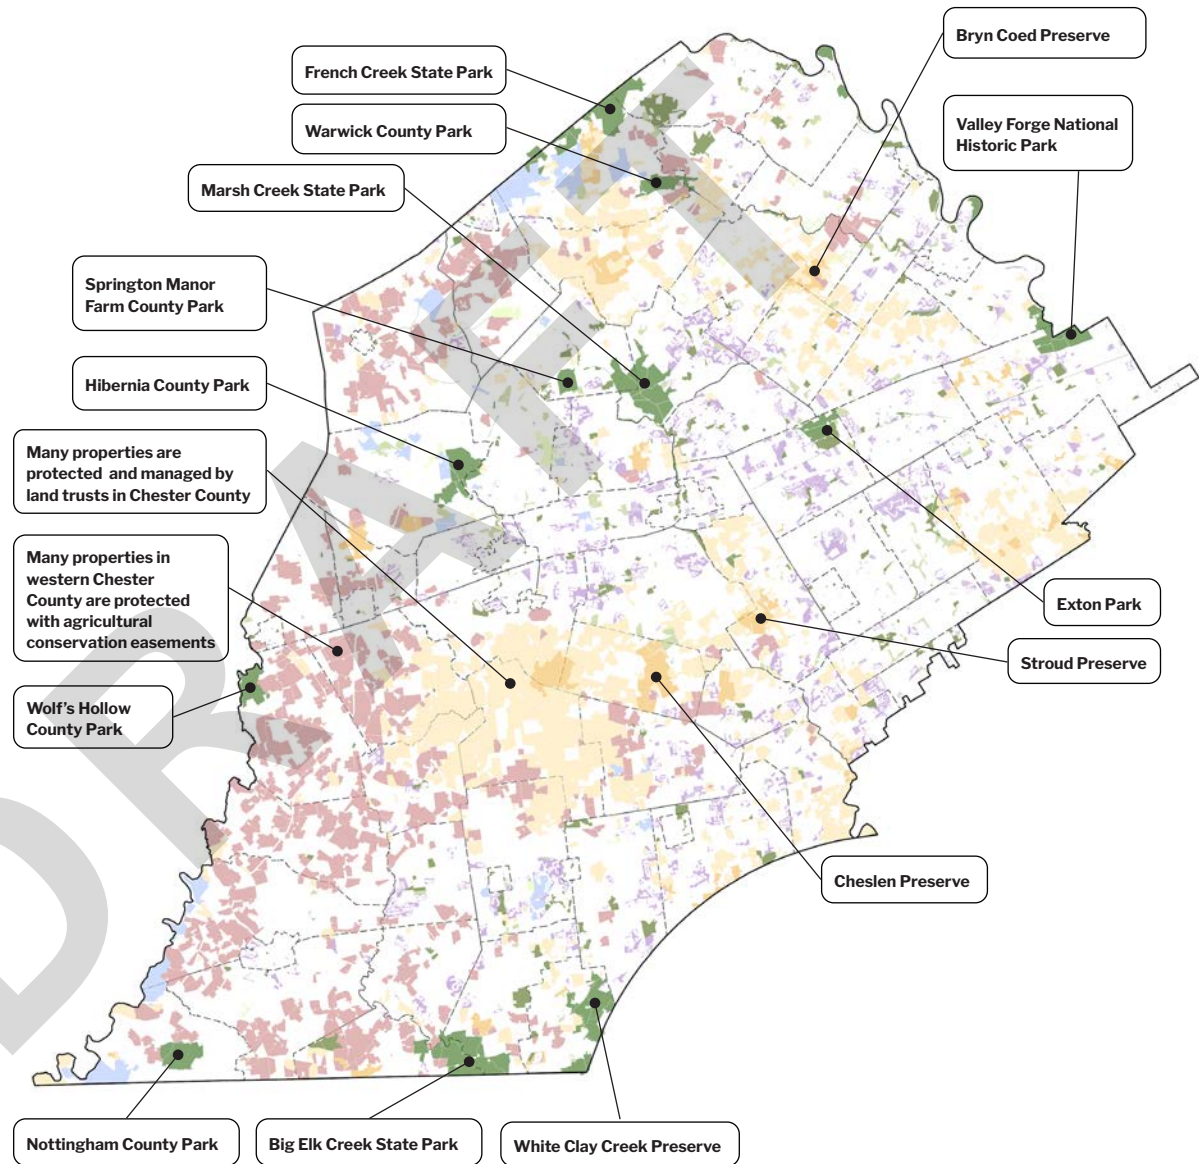 Bryn Coed Preserve
French Creek State Park
Valley Forge National
Historic Park
Warwick County Park
Marsh Creek State Park
Springton Manor
Farm County Park
Hibernia County Park
Many properties are
protected and managed by
land trusts in Chester County
Many properties in
western Chester
County are protected
with agricultural
conservation easements
Exton Park
Stroud Preserve
Wolf's Hollow
County Park
Cheslen Preserve
Nottingham County Park
Big Elk Creek State Park
White Clay Creek Preserve
DRAFT